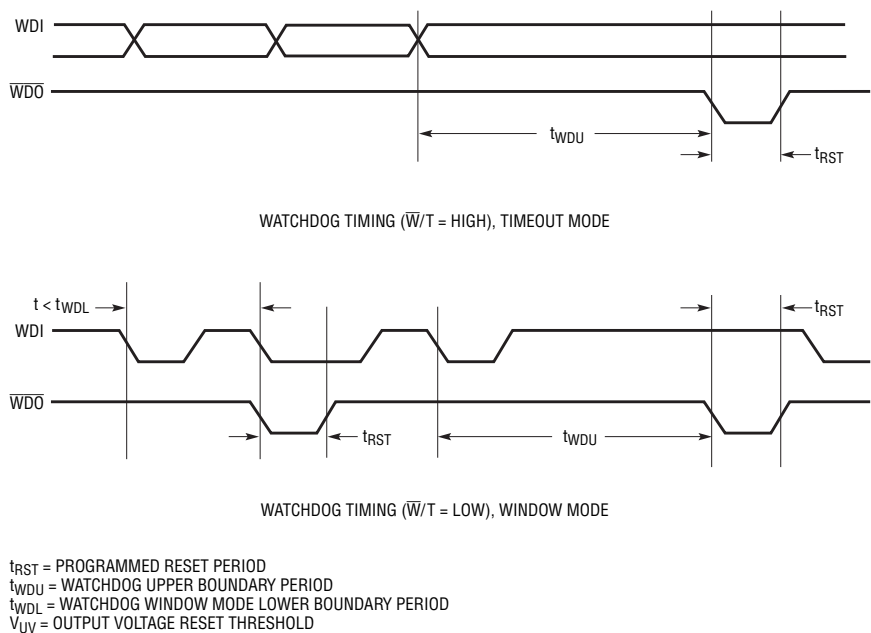 WDI
W̅D̅O̅
tWDU
tRST
WATCHDOG TIMING (W̅/T = HIGH), TIMEOUT MODE
t < tWDL
tRST
WDI
W̅D̅O̅
tRST
tWDU
WATCHDOG TIMING (W̅/T = LOW), WINDOW MODE
tRST = PROGRAMMED RESET PERIOD
tWDU = WATCHDOG UPPER BOUNDARY PERIOD
tWDL = WATCHDOG WINDOW MODE LOWER BOUNDARY PERIOD
VUV = OUTPUT VOLTAGE RESET THRESHOLD